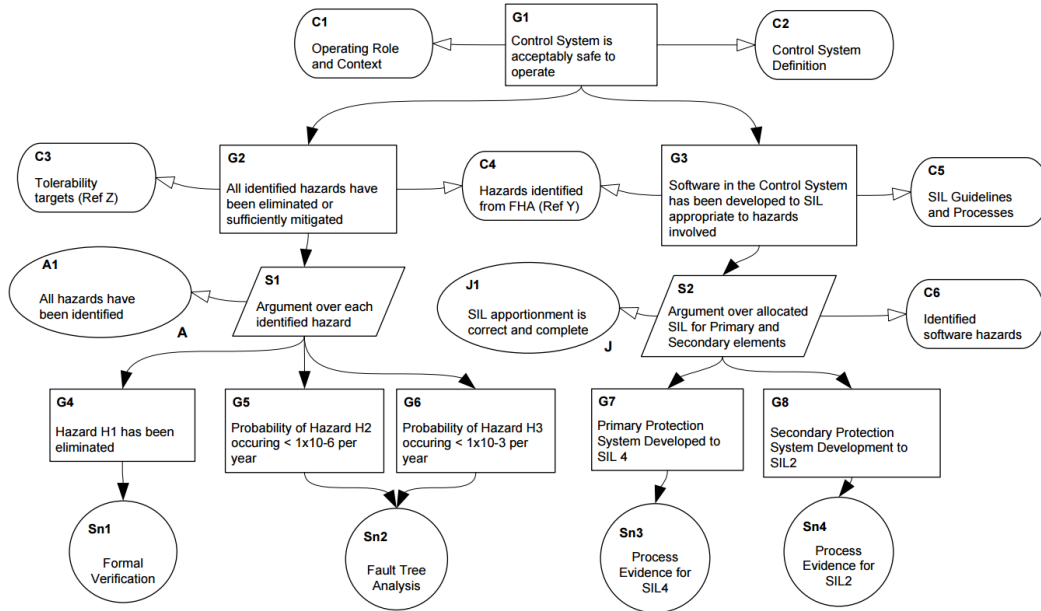 C1
Operating Role
and Context
G1
Control System is
acceptably safe to
operate
C2
Control System
Definition
C3
Tolerability
targets (Ref Z)
G2
All identified hazards have
been eliminated or
sufficiently mitigated
C4
Hazards identified
from FHA (Ref Y)
G3
Software in the Control System
has been developed to SIL
appropriate to hazards
involved
C5
SIL Guidelines
and Processes
A1
All hazards have
been identified
A
S1
Argument over each
identified hazard
J1
SIL apportionment is
correct and complete
J
S2
Argument over allocated
SIL for Primary and
Secondary elements
C6
Identified
software hazards
G4
Hazard H1 has been
eliminated
G5
Probability of Hazard H2
occuring < 1x10-6 per
year
G6
Probability of Hazard H3
occuring < 1x10-3 per
year
G7
Primary Protection
System Developed to
SIL 4
G8
Secondary Protection
System Development to
SIL2
Sn1
Formal
Verification
Sn2
Fault Tree
Analysis
Sn3
Process
Evidence for
SIL4
Sn4
Process
Evidence for
SIL2